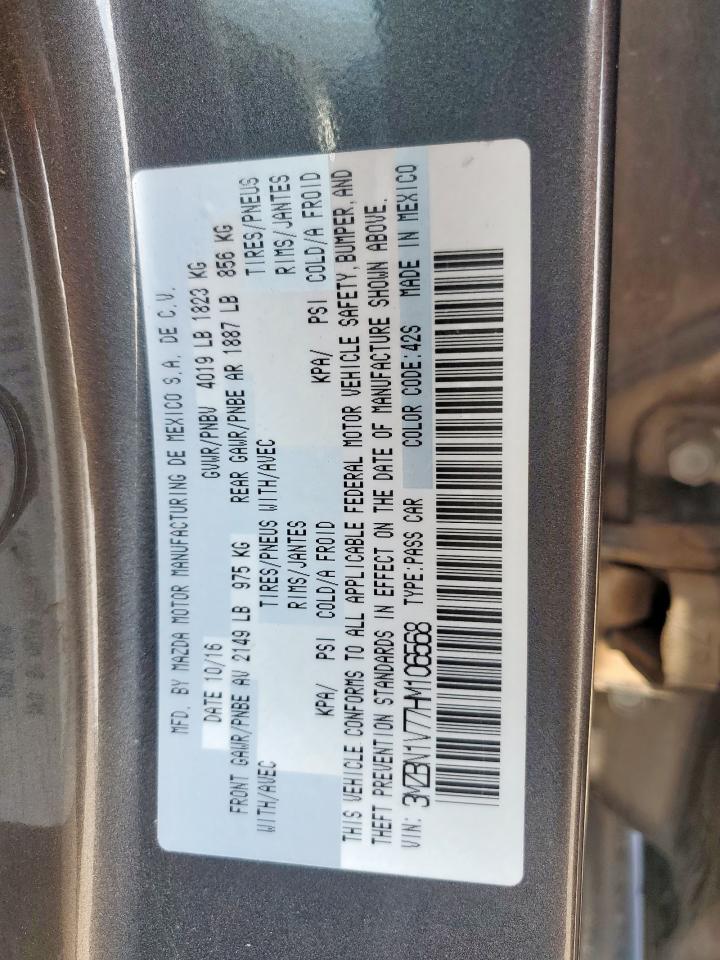 MFD. BY MAZDA MOTOR MANUFACTURING DE MEXICO S.A. DE C.V.
DATE 10/16 GVWR/PNBV 4019 LB 1823 KG
FRONT GAWR/PNBE AV 2149 LB 975 KG REAR GAWR/PNBE AR 1887 LB 856 KG
WITH/AVEC TIRES/PNEUS WITH/AVEC TIRES/PNEUS
RIMS/JANTES RIMS/JANTES
KPA/ PSI COLD/A FROID KPA/ PSI COLD/A FROID
THIS VEHICLE CONFORMS TO ALL APPLICABLE FEDERAL MOTOR VEHICLE SAFETY, BUMPER, AND
THEFT PREVENTION STANDARDS IN EFFECT ON THE DATE OF MANUFACTURE SHOWN ABOVE.
VIN: 3MZBN1V77HM106568 TYPE:PASS CAR COLOR CODE:42S MADE IN MEXICO